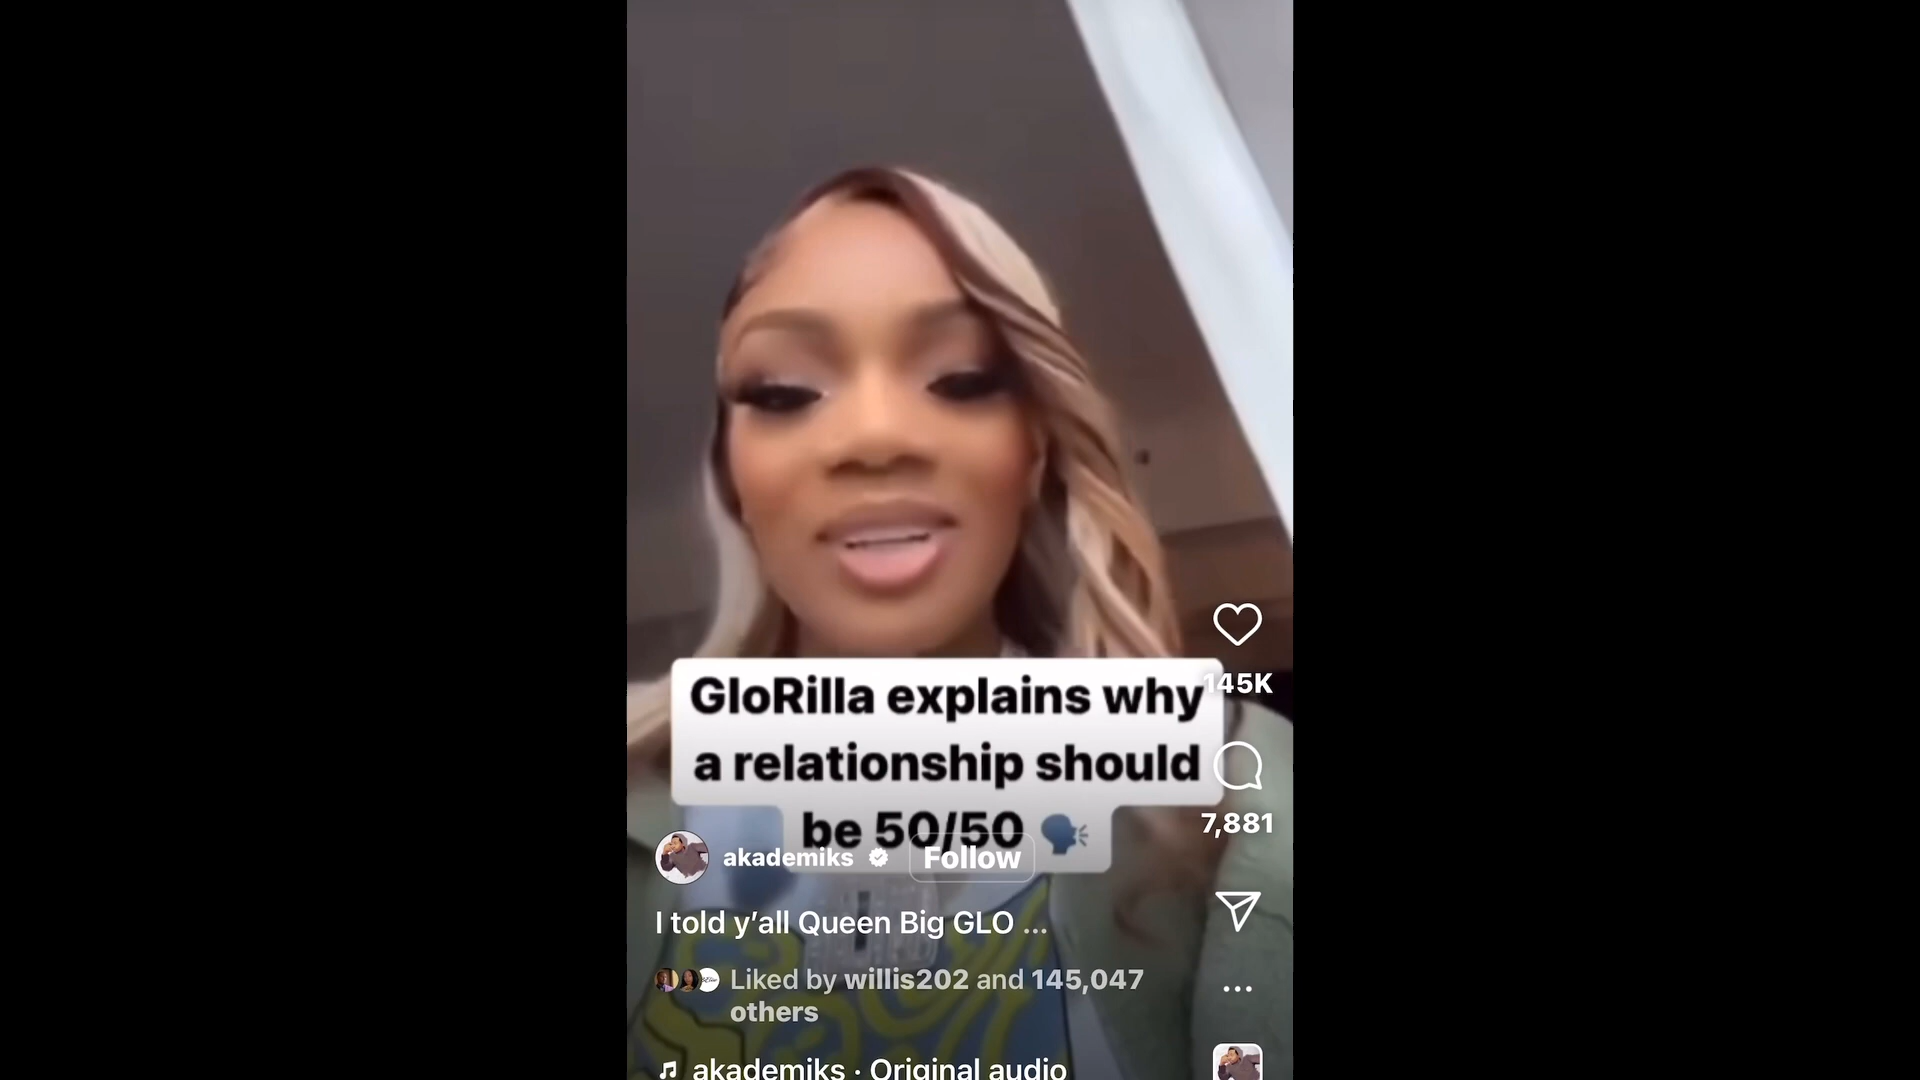 GloRilla explains why
a relationship should
be 50/50
145K
7,881
akademiks
Follow
I told y’all Queen Big GLO ...
Liked by willis202 and 145,047
others
akademiks · Original audio